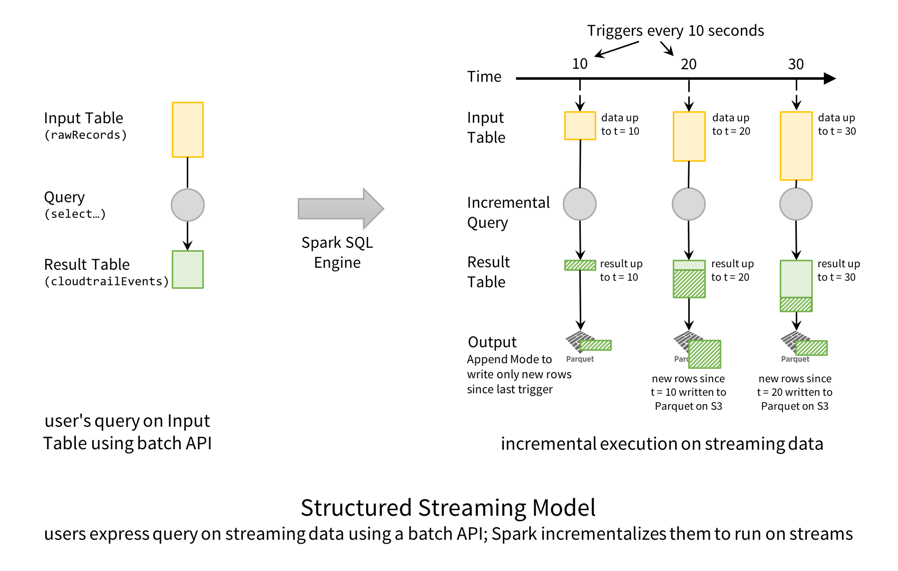 Triggers every 10 seconds
Time
10
20
30
Input Table
(rawRecords)
Query
(select…)
Result Table
(cloudtrailEvents)
Spark SQL
Engine
Input
Table
data up
to t = 10
data up
to t = 20
data up
to t = 30
Incremental
Query
Result
Table
result up
to t = 10
result up
to t = 20
result up
to t = 30
Output
Append Mode to
write only new rows
since last trigger
Parquet
Parq
Parquet
new rows since
t = 10 written to
Parquet on S3
new rows since
t = 20 written to
Parquet on S3
user's query on Input
Table using batch API
incremental execution on streaming data
Structured Streaming Model
users express query on streaming data using a batch API; Spark incrementalizes them to run on streams